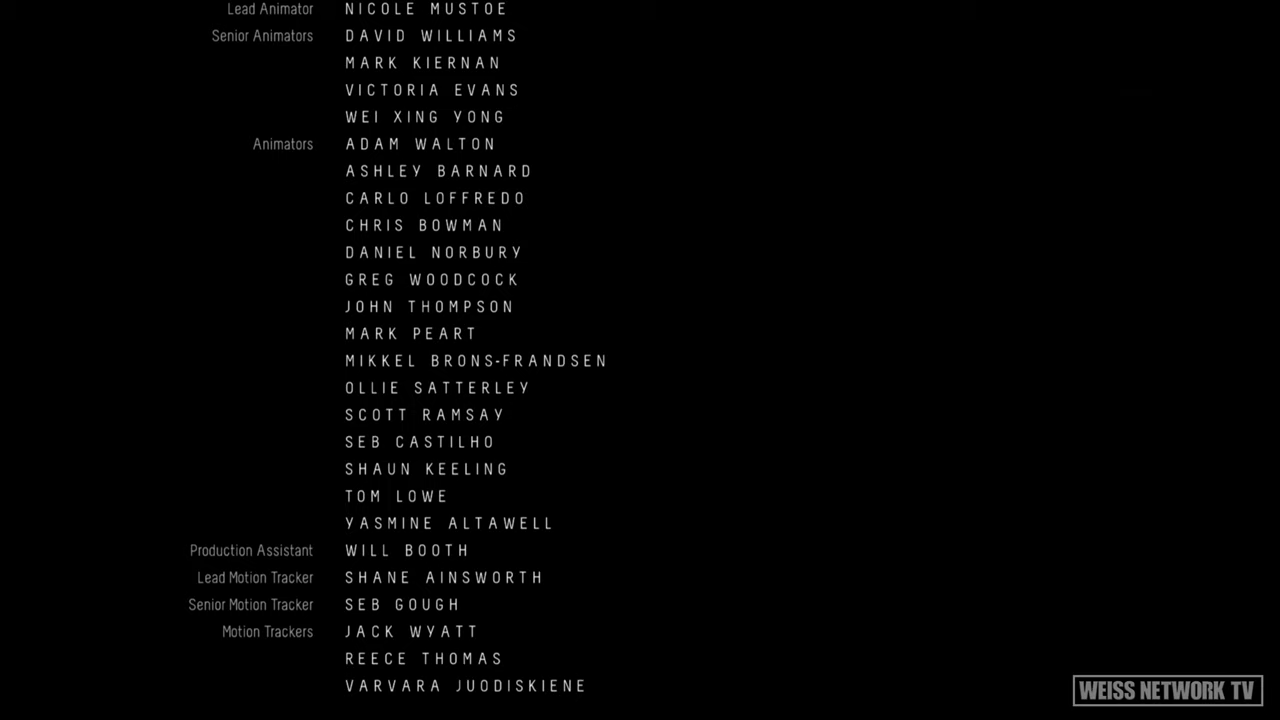 Lead Animator NICOLE MUSTOE
Senior Animators DAVID WILLIAMS
MARK KIERNAN
VICTORIA EVANS
WEI XING YONG
Animators ADAM WALTON
ASHLEY BARNARD
CARLO LOFFREDO
CHRIS BOWMAN
DANIEL NORBURY
GREG WOODCOCK
JOHN THOMPSON
MARK PEART
MIKKEL BRONS-FRANDSEN
OLLIE SATTERLEY
SCOTT RAMSAY
SEB CASTILHO
SHAUN KEELING
TOM LOWE
YASMINE ALTAWELL
Production Assistant WILL BOOTH
Lead Motion Tracker SHANE AINSWORTH
Senior Motion Tracker SEB GOUGH
Motion Trackers JACK WYATT
REECE THOMAS
VARVARA JUODISKIENE
WEISS NETWORK TV